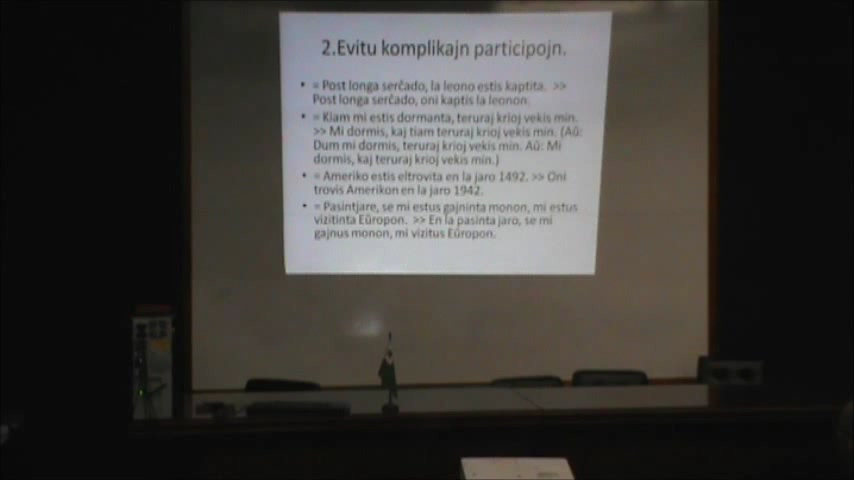 2.Evitu komplikajn participojn.
• = Post longa serĉado, la leono estis kaptita. >>
Post longa serĉado, oni kaptis la leonon.
• = Kiam mi estis dormanta, teruraj krioj vekis min.
>> Mi dormis, kaj tiam teruraj krioj vekis min. (Aŭ:
Dum mi dormis, teruraj krioj vekis min. Aŭ: Mi
dormis, kaj teruraj krioj vekis min.)
• = Ameriko estis eltrovita en la jaro 1492. >> Oni
trovis Amerikon en la jaro 1942.
• = Pasintjare, se mi estus gajninta monon, mi estus
vizitinta Eŭropon. >> En la pasinta jaro, se mi
gajnus monon, mi vizitus Eŭropon.